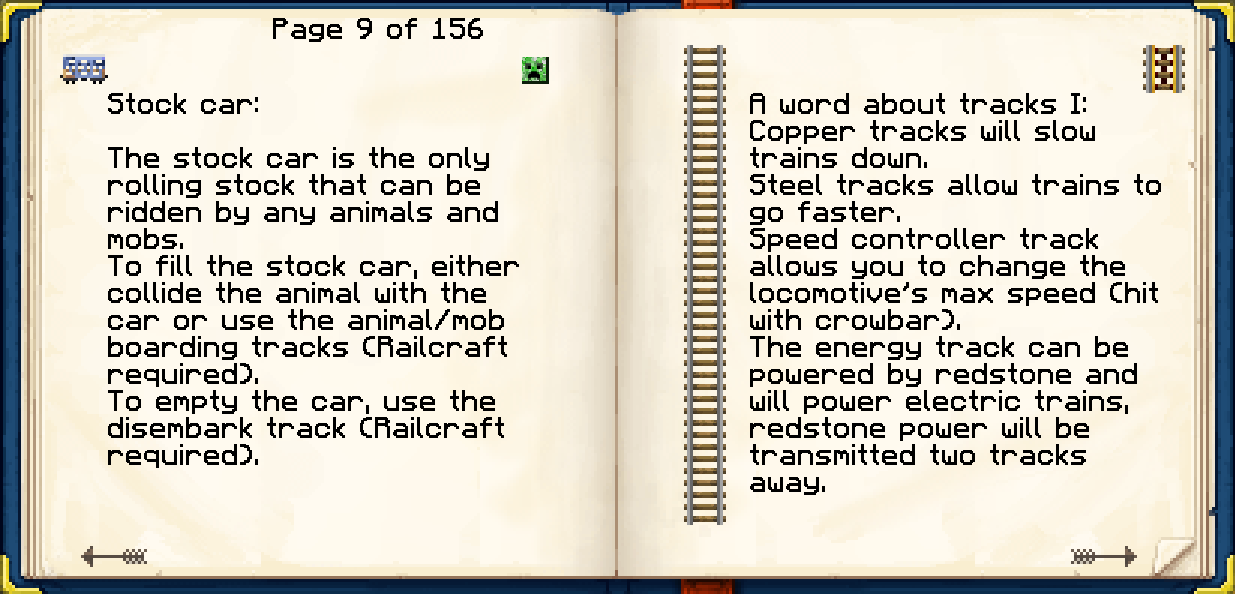 Page 9 of 156
Stock car:
The stock car is the only
rolling stock that can be
ridden by any animals and
mobs.
To fill the stock car, either
collide the animal with the
car or use the animal/mob
boarding tracks (Railcraft
required).
To empty the car, use the
disembark track (Railcraft
required).
A word about tracks I:
Copper tracks will slow
trains down.
Steel tracks allow trains to
go faster.
Speed controller track
allows you to change the
locomotive's max speed (hit
with crowbar).
The energy track can be
powered by redstone and
will power electric trains,
redstone power will be
transmitted two tracks
away.